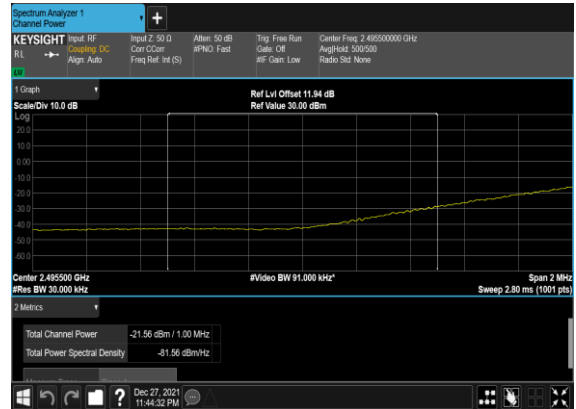 Spectrum Analyzer 1
Channel Power
+
KEYSIGHT Input: RF Input Z: 50 Ω Atten: 50 dB Trig: Free Run Center Freq: 2.495500000 GHz
R L Coupling: DC Corr CCorr #PNO: Fast Gate: Off Avg|Hold: 500/500
Align: Auto Freq Ref: Int (S) #IF Gain: Low Radio Std: None
1 Graph
Ref Lvl Offset 11.94 dB
Scale/Div 10.0 dB Ref Value 30.00 dBm
Log
20.0
10.0
0.00
-10.0
-20.0
-30.0
-40.0
-50.0
-60.0
Center 2.495500 GHz #Video BW 91.000 kHz* Span 2 MHz
#Res BW 30.000 kHz Sweep 2.80 ms (1001 pts)
2 Metrics
Total Channel Power -21.56 dBm / 1.00 MHz
Total Power Spectral Density -81.56 dBm/Hz
? Dec 27, 2021
11:44:32 PM